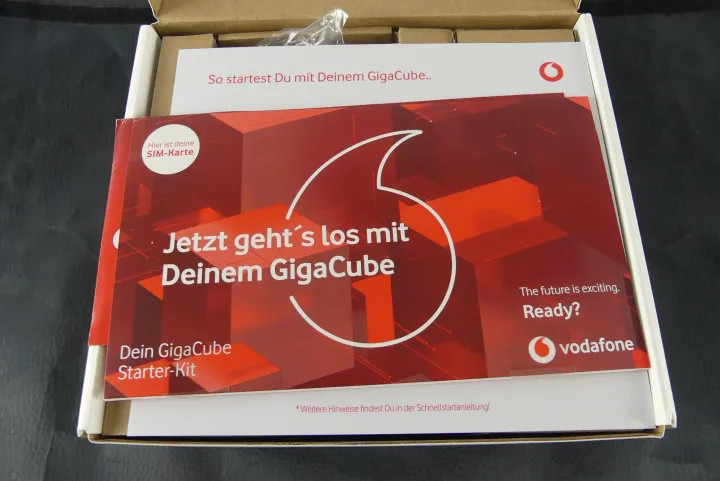 So startest Du mit Deinem GigaCube..
Hier ist deine
SIM-Karte
Jetzt geht´s los mit
Deinem GigaCube
The future is exciting.
Ready?
vodafone
Dein GigaCube
Starter-Kit
* Weitere Hinweise findest Du in der Schnellstartanleitung!